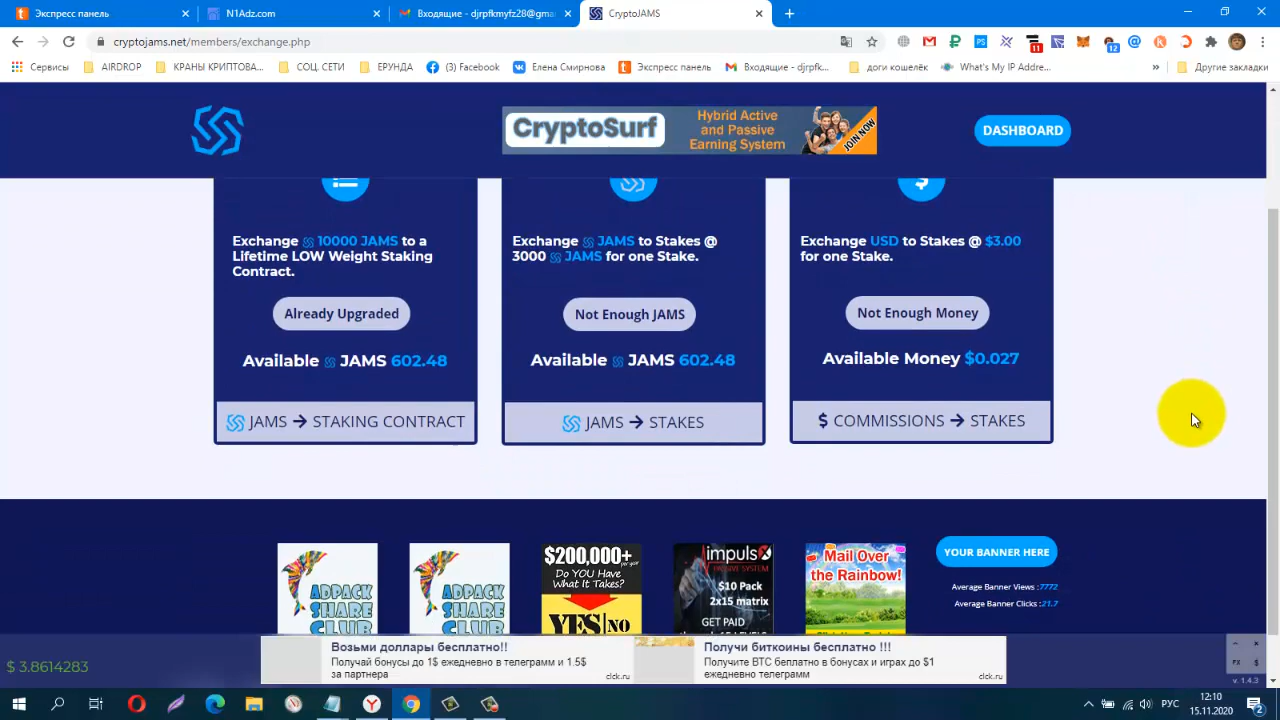 Экспресс панель
N1Adz.com
Входящие - djrpfkmyfz28@gma
CryptoJAMS
cryptojams.net/members/exchange.php
11
12
Сервисы
AIRDROP
КРАНЫ КРИПТОВА...
СОЦ. СЕТИ
ЕРУНДА
(3) Facebook
Елена Смирнова
Экспресс панель
Входящие - djrpfk...
доги кошелёк
What's My IP Addre...
»
Другие закладки
CryptoSurf
Hybrid Active
and Passive
Earning System
JOIN NOW
DASHBOARD
Exchange 10000 JAMS to a
Lifetime LOW Weight Staking
Contract.
Already Upgraded
Available JAMS 602.48
JAMS → STAKING CONTRACT
Exchange JAMS to Stakes @
3000 JAMS for one Stake.
Not Enough JAMS
Available JAMS 602.48
JAMS → STAKES
Exchange USD to Stakes @ $3.00
for one Stake.
Not Enough Money
Available Money $0.027
$ COMMISSIONS → STAKES
ADPACK
SHARE
CLUB
ADPACK
SHARE
CLUB
$200,000+
Do YOU Have
What It Takes?
YES NO
impulsX
$10 Pack
2x15 matrix
GET PAID
Mail Over
the Rainbow!
YOUR BANNER HERE
Average Banner Views :7772
Average Banner Clicks :21.7
$ 3.8614283
Возьми доллары бесплатно!!
Получай бонусы до 1$ ежедневно в телеграмм и 1.5$
за партнера
clck.ru
Получи биткоины бесплатно !!!
Получите BTC беплатно в бонусах и играх до $1
ежедневно телеграмм
clck.ru
v. 1.4.3
РУС
12:10
15.11.2020
2